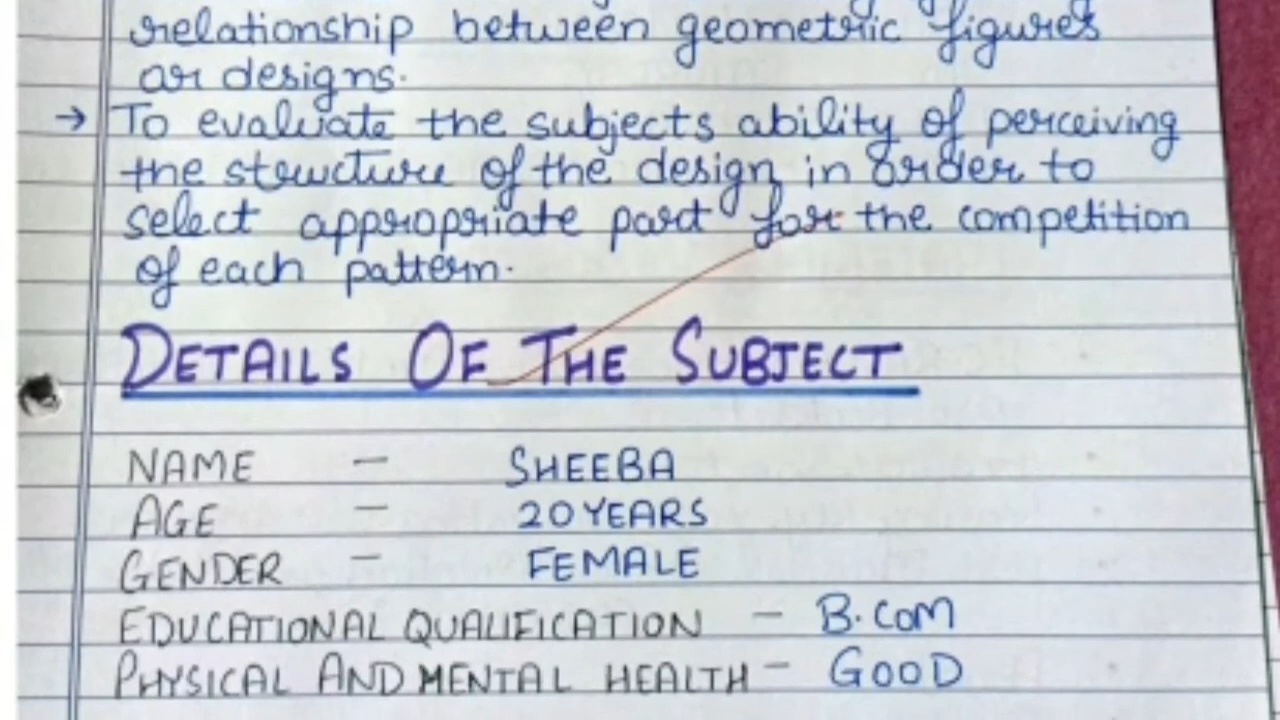 relationship between geometric figures
or designs.
→ To evaluate the subjects ability of perceiving
the structure of the design in order to
select appropriate part for the competition
of each pattern.
DETAILS OF THE SUBJECT
NAME - SHEEBA
AGE - 20 YEARS
GENDER - FEMALE
EDUCATIONAL QUALIFICATION - B.COM
PHYSICAL AND MENTAL HEALTH - GOOD